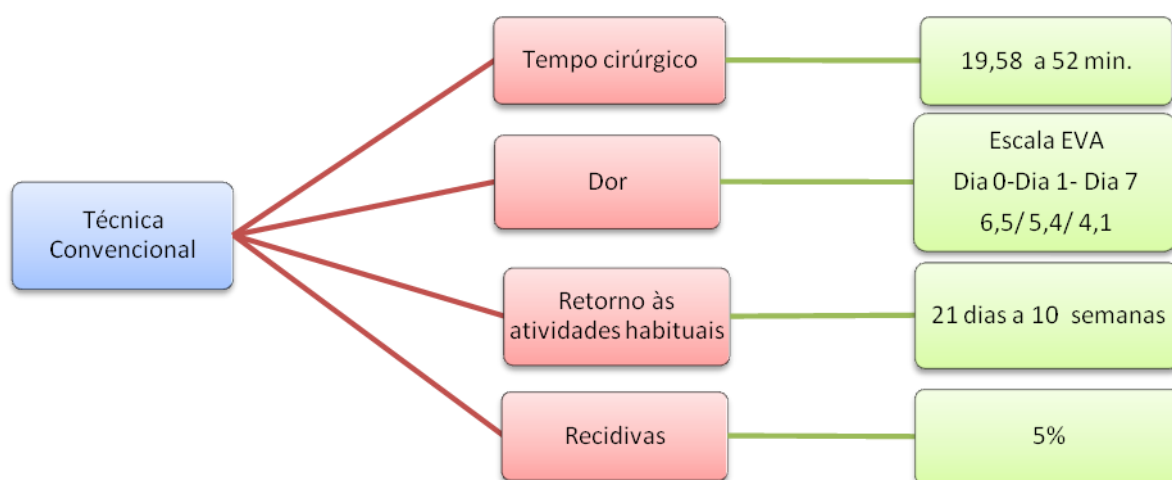 Técnica
Convencional
Tempo cirúrgico
19,58 a 52 min.
Dor
Escala EVA
Dia 0-Dia 1- Dia 7
6,5/ 5,4/ 4,1
Retorno às
atividades habituais
21 dias a 10 semanas
Recidivas
5%